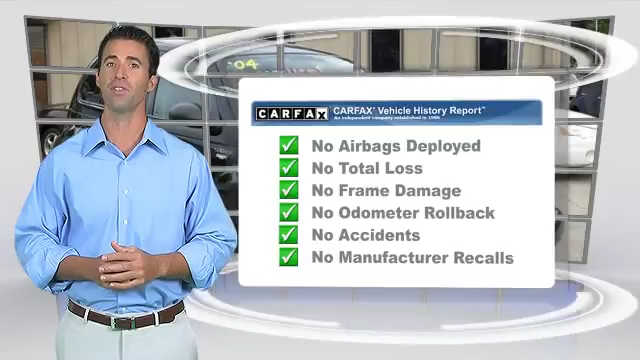 '04
CARFAX CARFAX® Vehicle History Report™
An independent company established in 1986
No Airbags Deployed
No Total Loss
No Frame Damage
No Odometer Rollback
No Accidents
No Manufacturer Recalls